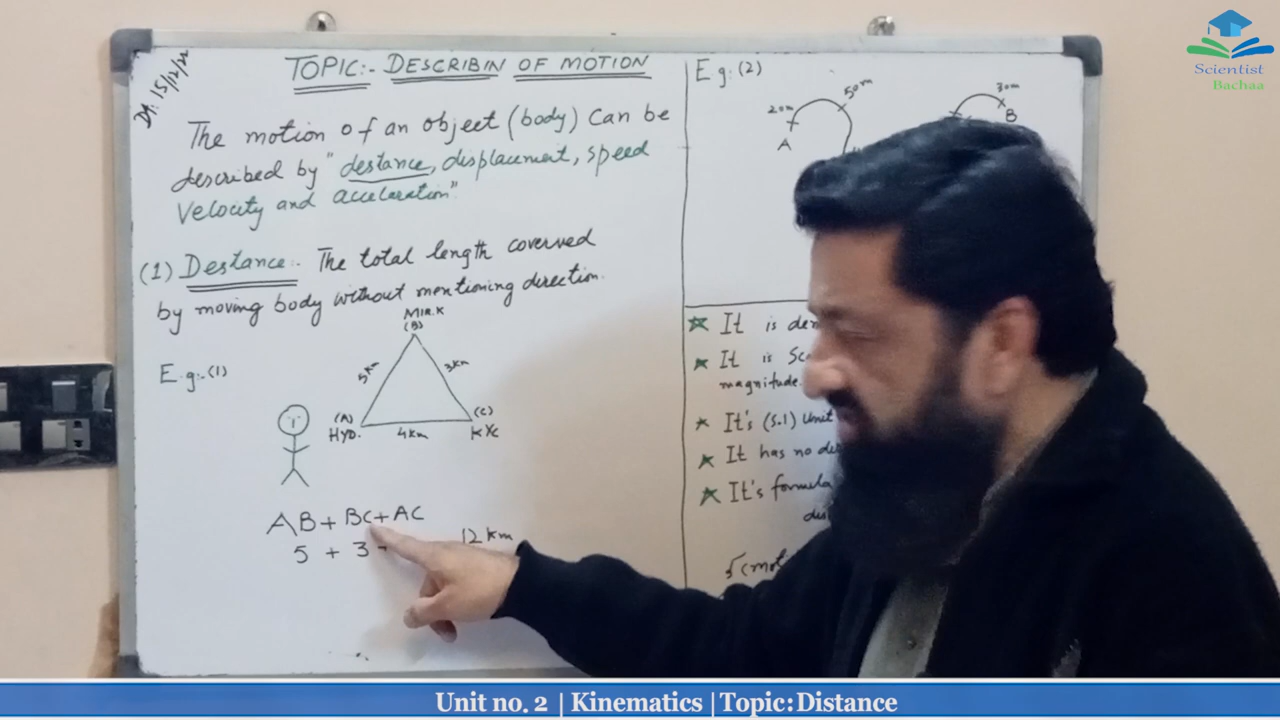 Dt: 15/12/22
TOPIC:- DESCRIBIN OF MOTION
The motion of an object (body) can be
described by "destance, displacement, speed
Velocity and acceleration"
(1) Destance:- The total length coverved
by moving body without mentioning direction.
E.g:-(1)
MIR.K
(B)
5km
3km
(A)
HYD.
4km
(C)
AB + BC + AC
5 + 3
12 km
E.g:(2)
20m
50m
30m
A
B
It is
It is
magnitude.
It's (S.I) Unit
It has no
It's formula
Scientist
Bachaa
Unit no. 2 | Kinematics | Topic: Distance